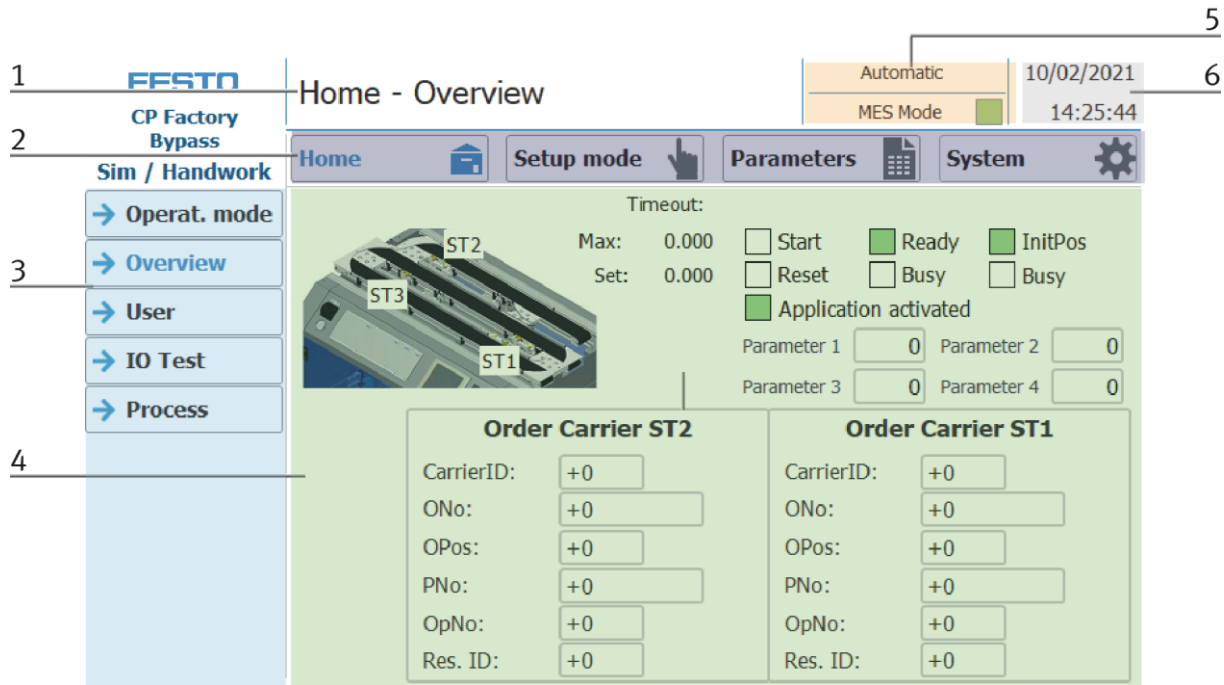 5
1
FESTO
Home - Overview
Automatic
10/02/2021
6
CP Factory
MES Mode
14:25:44
2
Bypass
Sim / Handwork
Home
Setup mode
Parameters
System
Operat. mode
Timeout:
ST2
Max: 0.000
Start
Ready
InitPos
3
Overview
Set: 0.000
Reset
Busy
Busy
ST3
User
Application activated
IO Test
ST1
Parameter 1 0 Parameter 2 0
Process
Parameter 3 0 Parameter 4 0
Order Carrier ST2
Order Carrier ST1
4
CarrierID: +0
CarrierID: +0
ONo: +0
ONo: +0
OPos: +0
OPos: +0
PNo: +0
PNo: +0
OpNo: +0
OpNo: +0
Res. ID: +0
Res. ID: +0